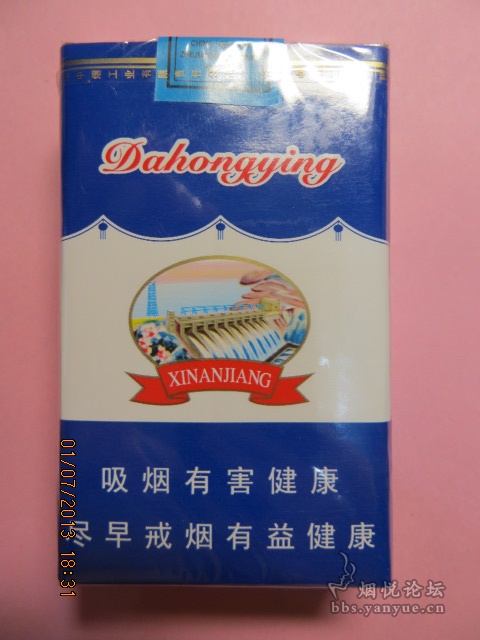 Dahongying
XINANJIANG
吸烟有害健康
尽早戒烟有益健康
01/07/2013 18:31
烟悦论坛
bbs.yanyue.cn